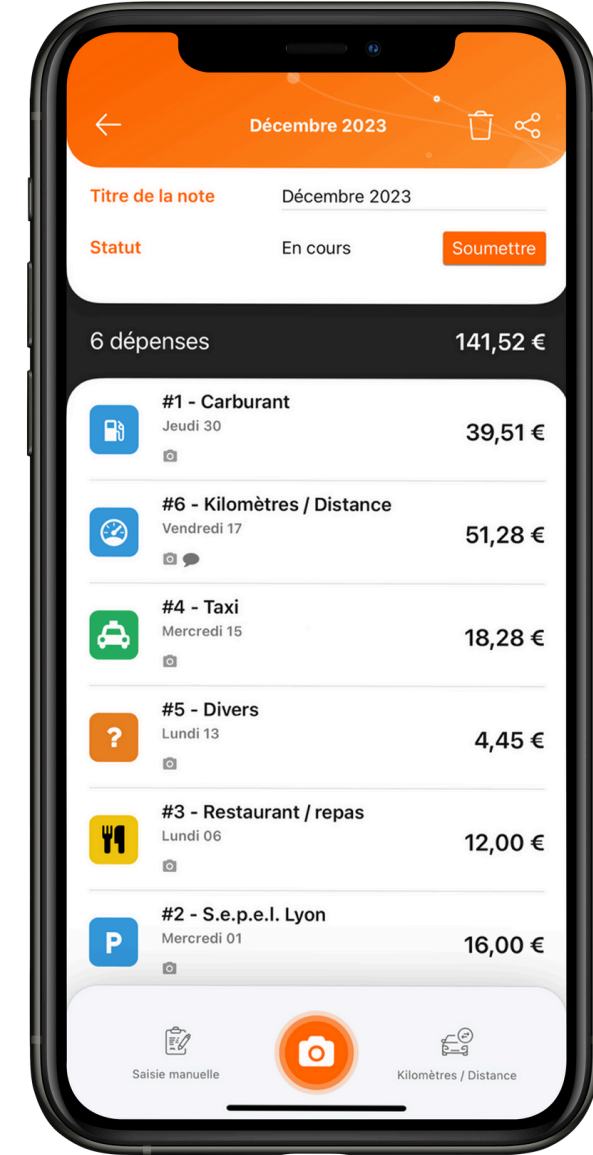 Décembre 2023
Titre de la note Décembre 2023
Statut En cours Soumettre
6 dépenses 141,52 €
#1 - Carburant
Jeudi 30
39,51 €
#6 - Kilomètres / Distance
Vendredi 17
51,28 €
#4 - Taxi
Mercredi 15
18,28 €
?
#5 - Divers
Lundi 13
4,45 €
#3 - Restaurant / repas
Lundi 06
12,00 €
P
#2 - S.e.p.e.l. Lyon
Mercredi 01
16,00 €
Saisie manuelle
Kilomètres / Distance